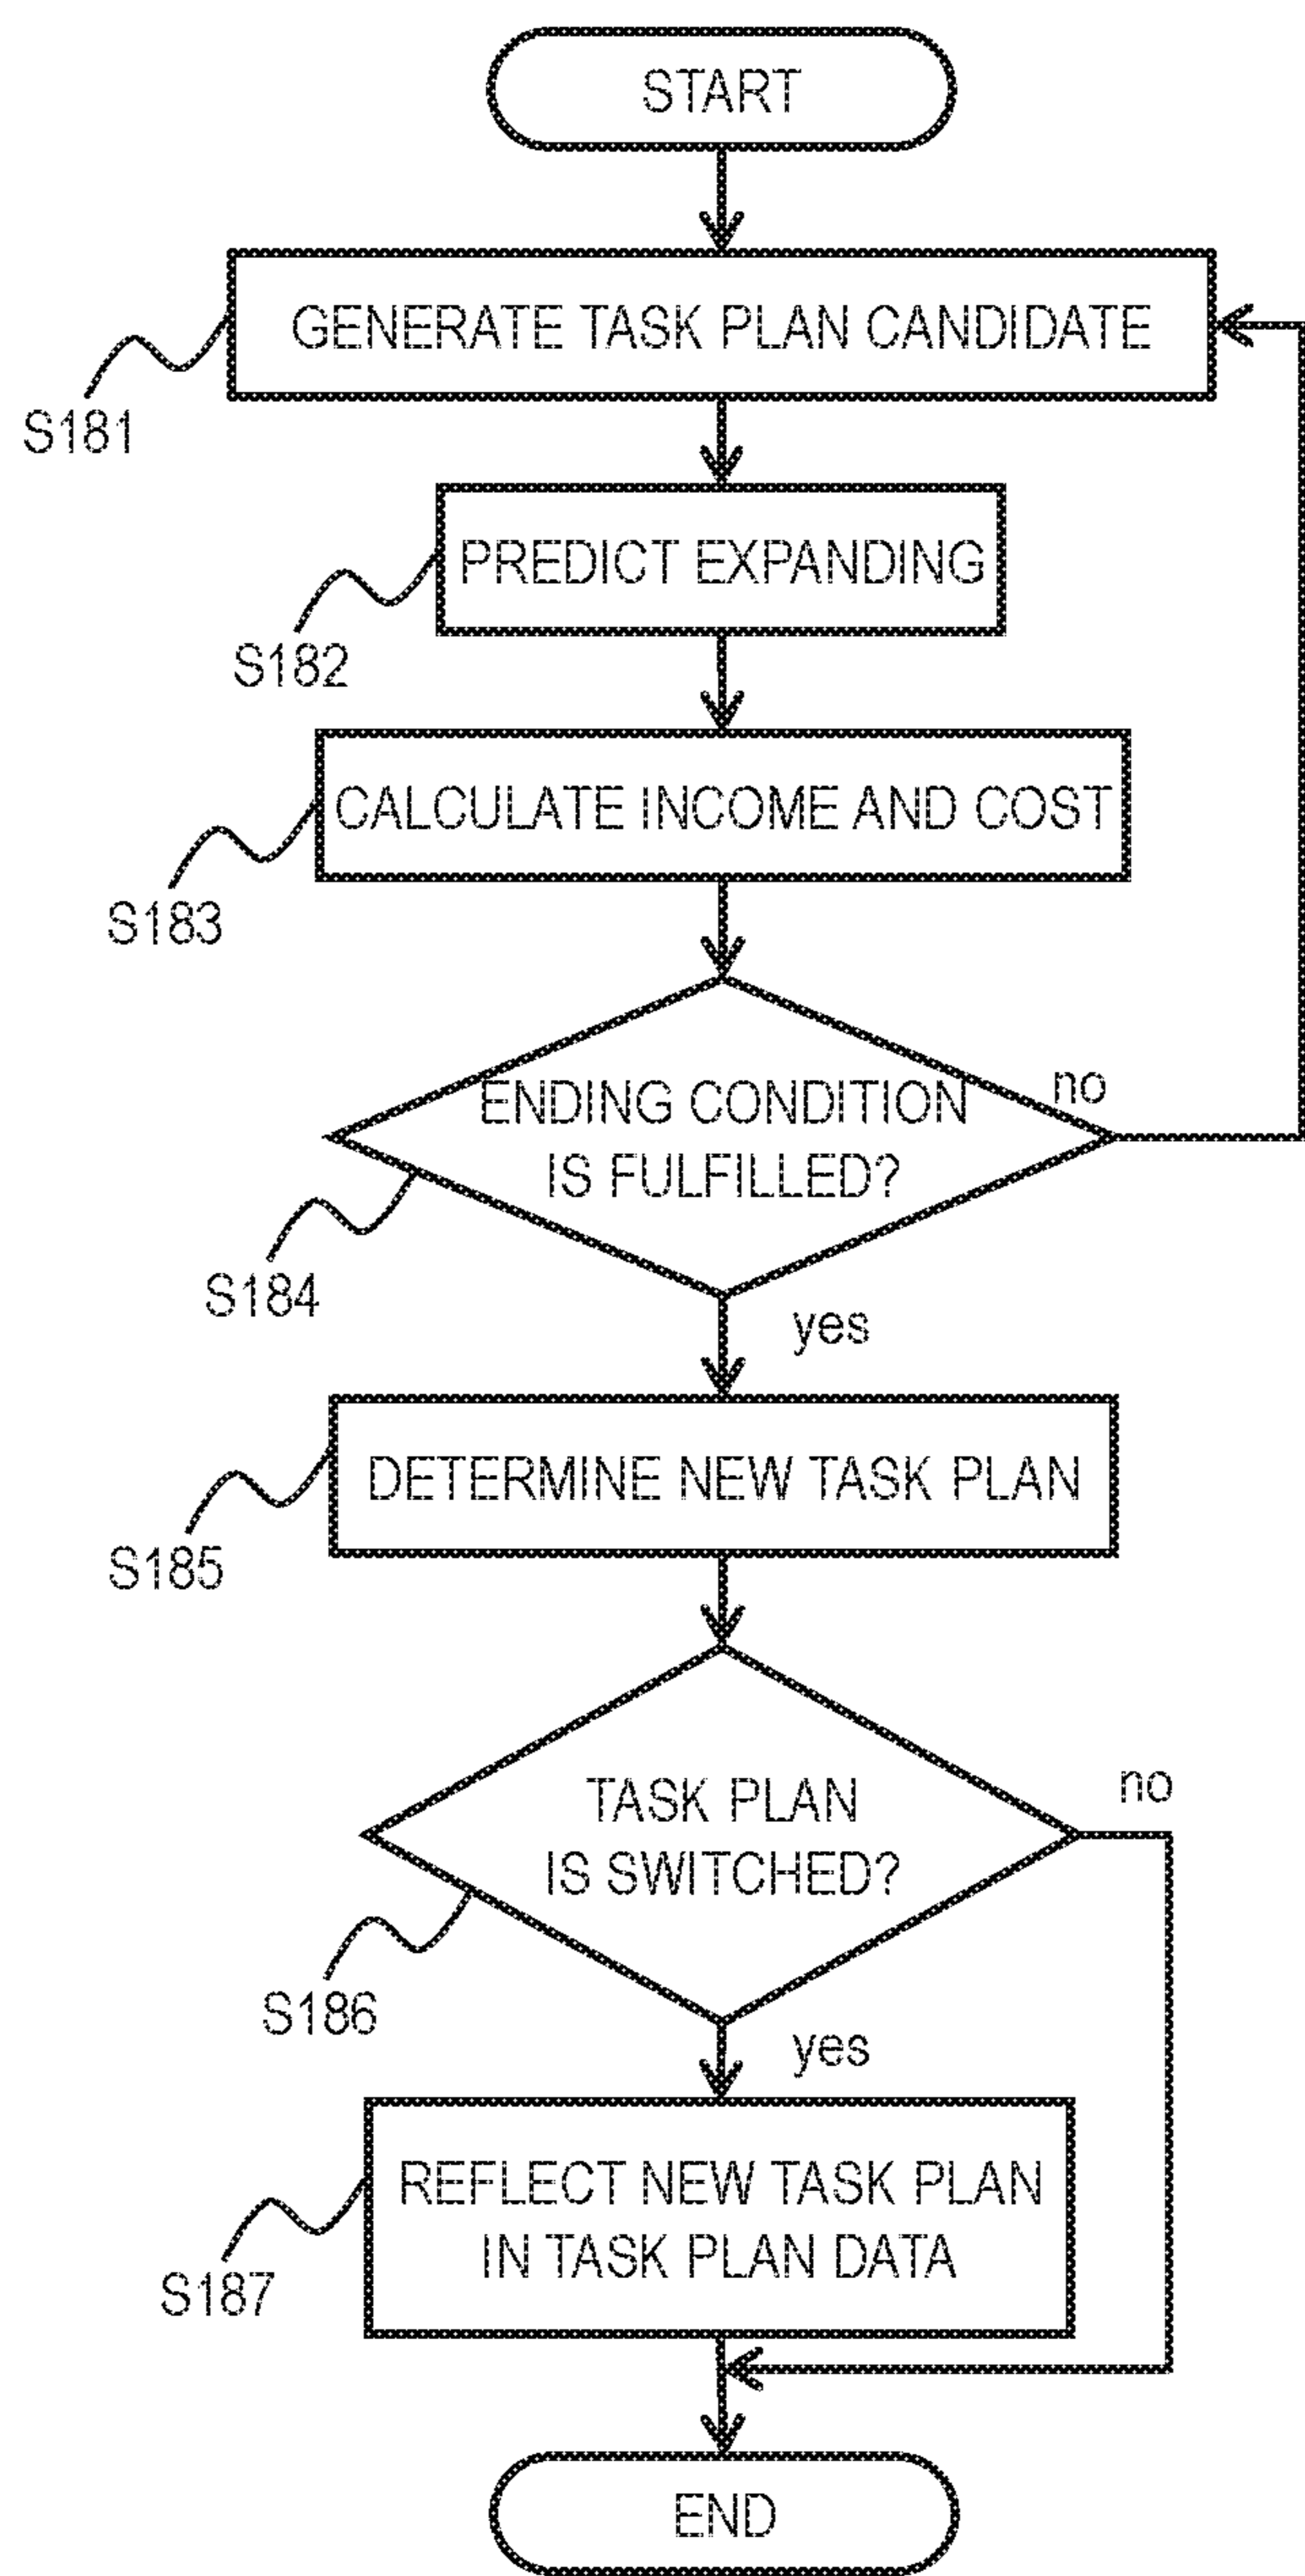 START
GENERATE TASK PLAN CANDIDATE
S181
PREDICT EXPANDING
S182
CALCULATE INCOME AND COST
S183
ENDING CONDITION
IS FULFILLED?
no
S184
yes
DETERMINE NEW TASK PLAN
S185
TASK PLAN
IS SWITCHED?
no
S186
yes
REFLECT NEW TASK PLAN
IN TASK PLAN DATA
S187
END